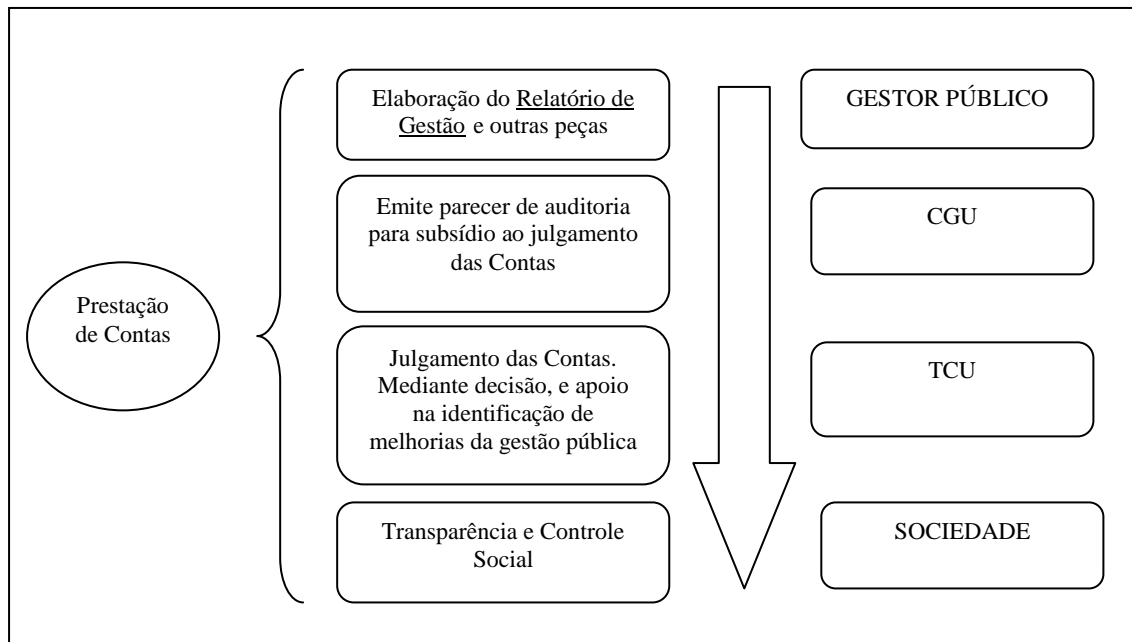 Prestação
de Contas
Elaboração do Relatório de
Gestão e outras peças
GESTOR PÚBLICO
Emite parecer de auditoria
para subsídio ao julgamento
das Contas
CGU
Julgamento das Contas.
Mediante decisão, e apoio
na identificação de
melhorias da gestão pública
TCU
Transparência e Controle
Social
SOCIEDADE